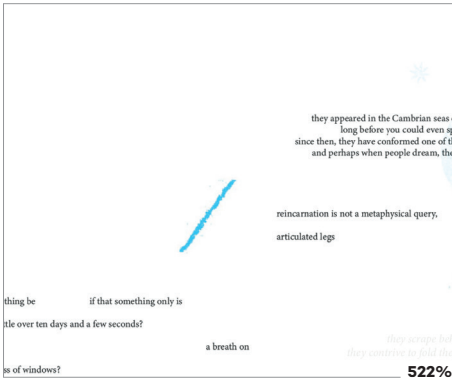 they appeared in the Cambrian seas
long before you could even
since then, they have conformed one of
and perhaps when people dream,
reincarnation is not a metaphysical query,
articulated legs
thing be if that something only is
tle over ten days and a few seconds?
a breath on
they scrape
they contrive to fold
ss of windows?
522%